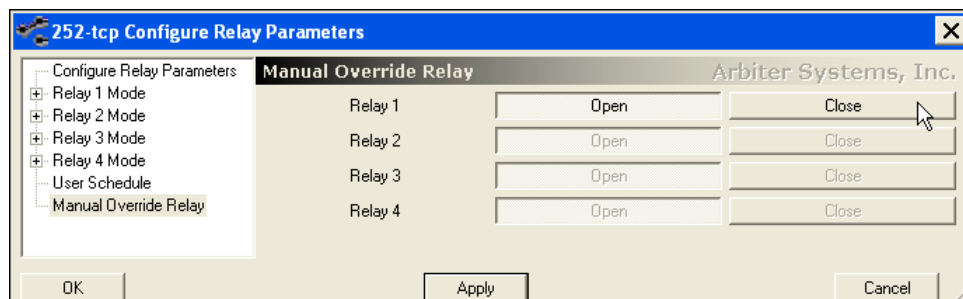 252-tcp Configure Relay Parameters
Configure Relay Parameters
Relay 1 Mode
Relay 2 Mode
Relay 3 Mode
Relay 4 Mode
User Schedule
Manual Override Relay
Manual Override Relay Arbiter Systems, Inc.
Relay 1 Open Close
Relay 2 Open Close
Relay 3 Open Close
Relay 4 Open Close
OK Apply Cancel